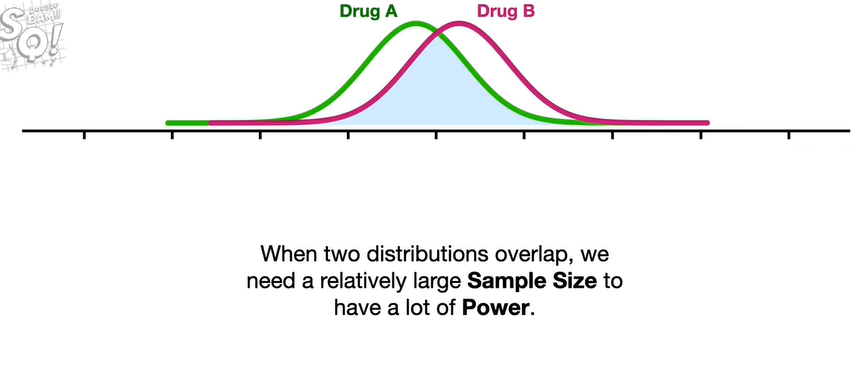 Drug A
Drug B
When two distributions overlap, we
need a relatively large Sample Size to
have a lot of Power.